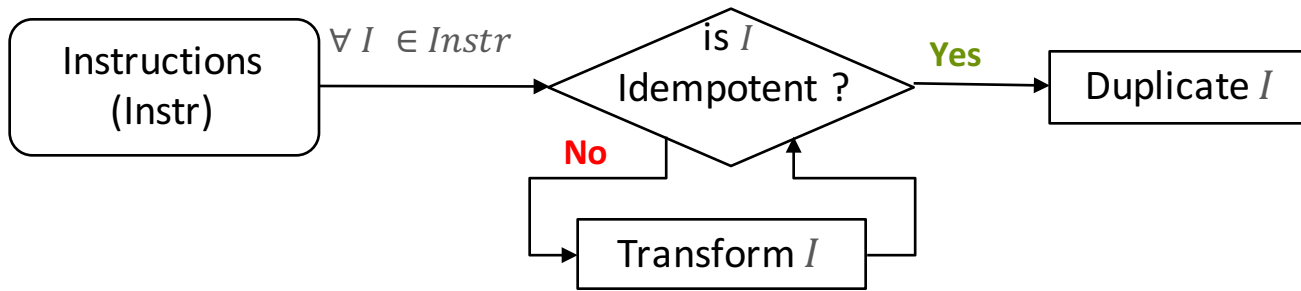 Instructions
(Instr)
∀ I ∈ Instr
is I
Idempotent ?
Yes
Duplicate I
No
Transform I